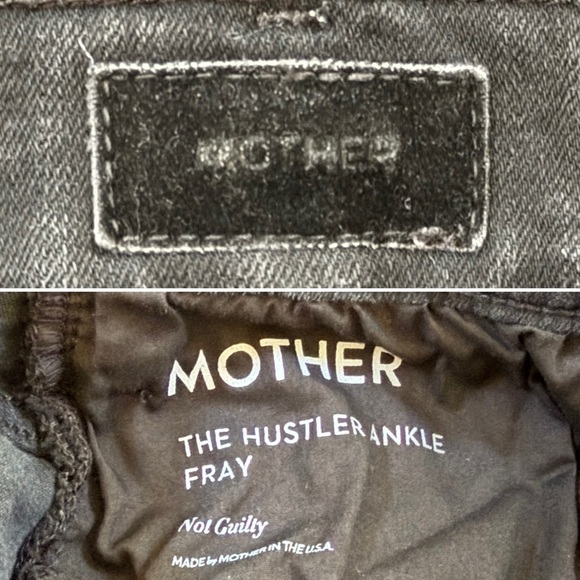 MOTHER
MOTHER
THE HUSTLER ANKLE
FRAY
Not Guilty
MADE by MOTHER IN THE U.S.A.